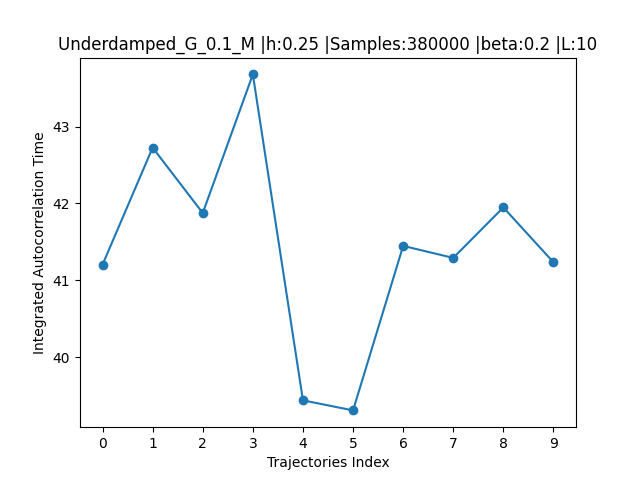 Underdamped_G_0.1_M |h:0.25 |Samples:380000 |beta:0.2 |L:10
Integrated Autocorrelation Time
43
42
41
40
0 1 2 3 4 5 6 7 8 9
Trajectories Index